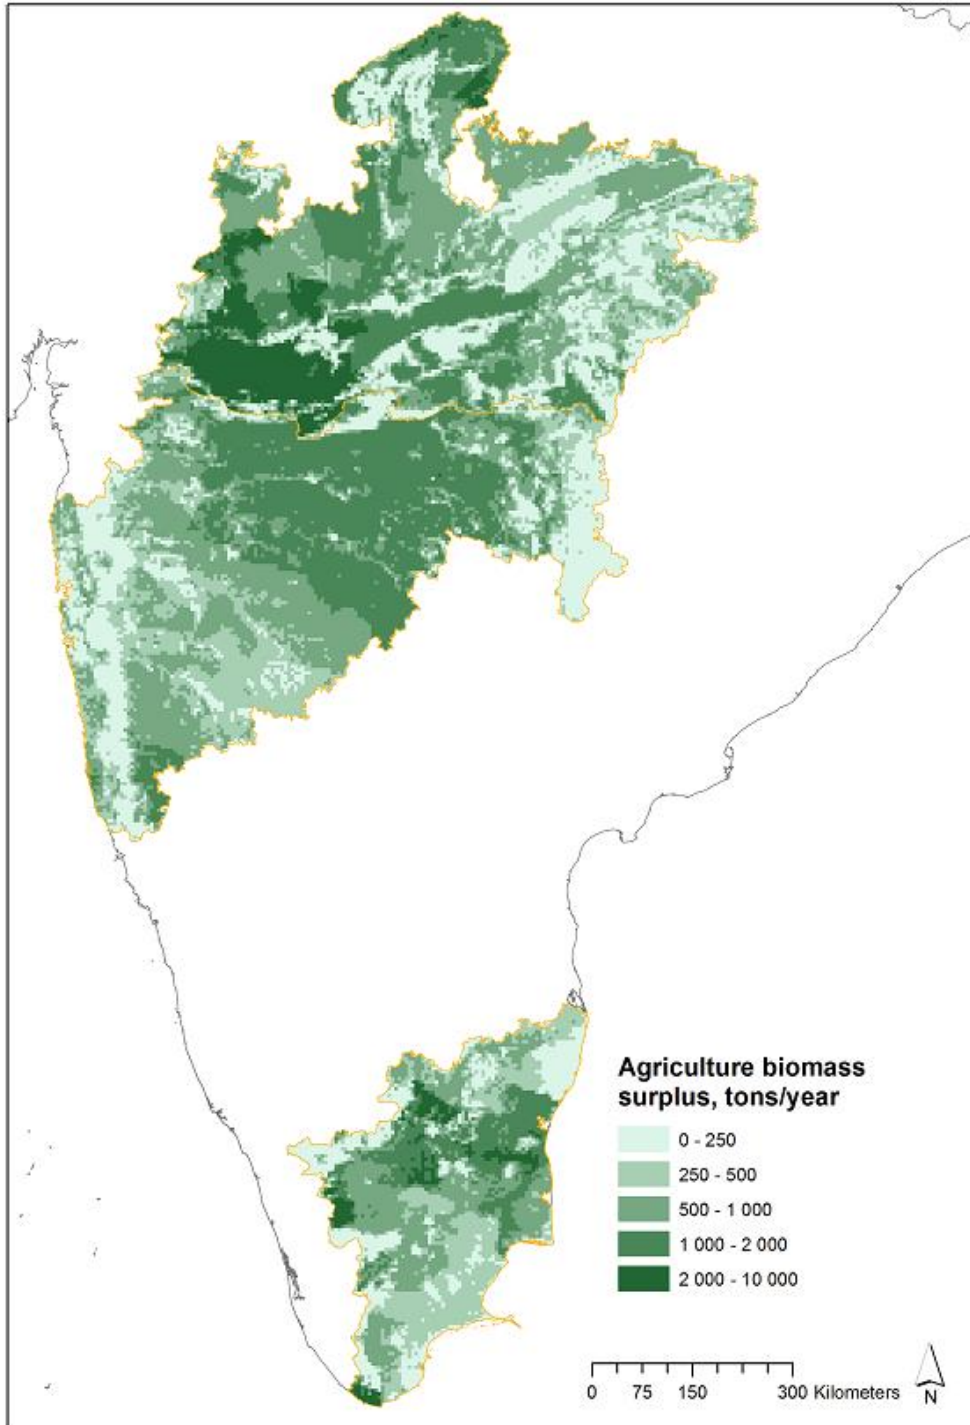 Agriculture biomass
surplus, tons/year
0 - 250
250 - 500
500 - 1 000
1 000 - 2 000
2 000 - 10 000
0 75 150 300 Kilometers
N